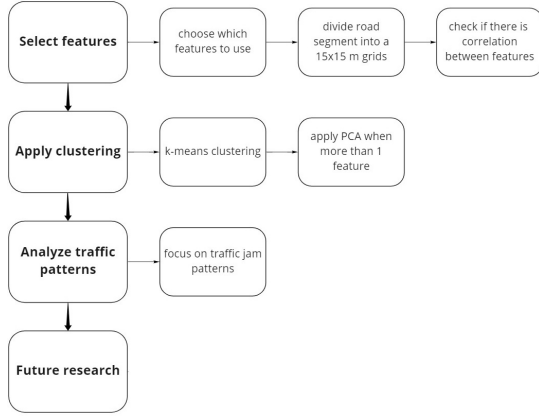 Select features
choose which
features to use
divide road
segment into a
15x15 m grids
check if there is
correlation
between features
Apply clustering
k-means clustering
apply PCA when
more than 1
feature
Analyze traffic
patterns
focus on traffic jam
patterns
Future research